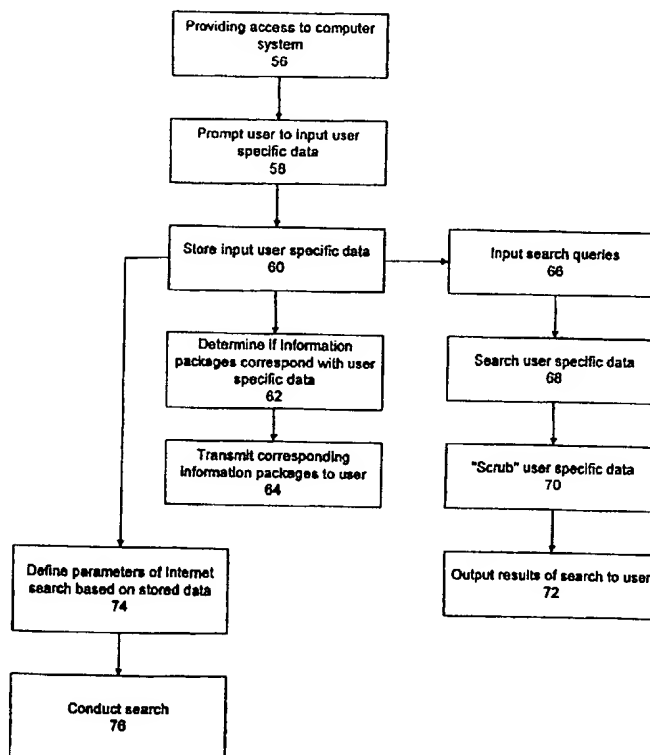 Providing access to computer
system
56
Prompt user to input user
specific data
58
Store input user specific data
60
Input search queries
66
Determine if Information
packages correspond with user
specific data
62
Search user specific data
68
Transmit corresponding
information packages to user
64
"Scrub" user specific data
70
Define parameters of Internet
search based on stored data
74
Output results of search to user
72
Conduct search
76